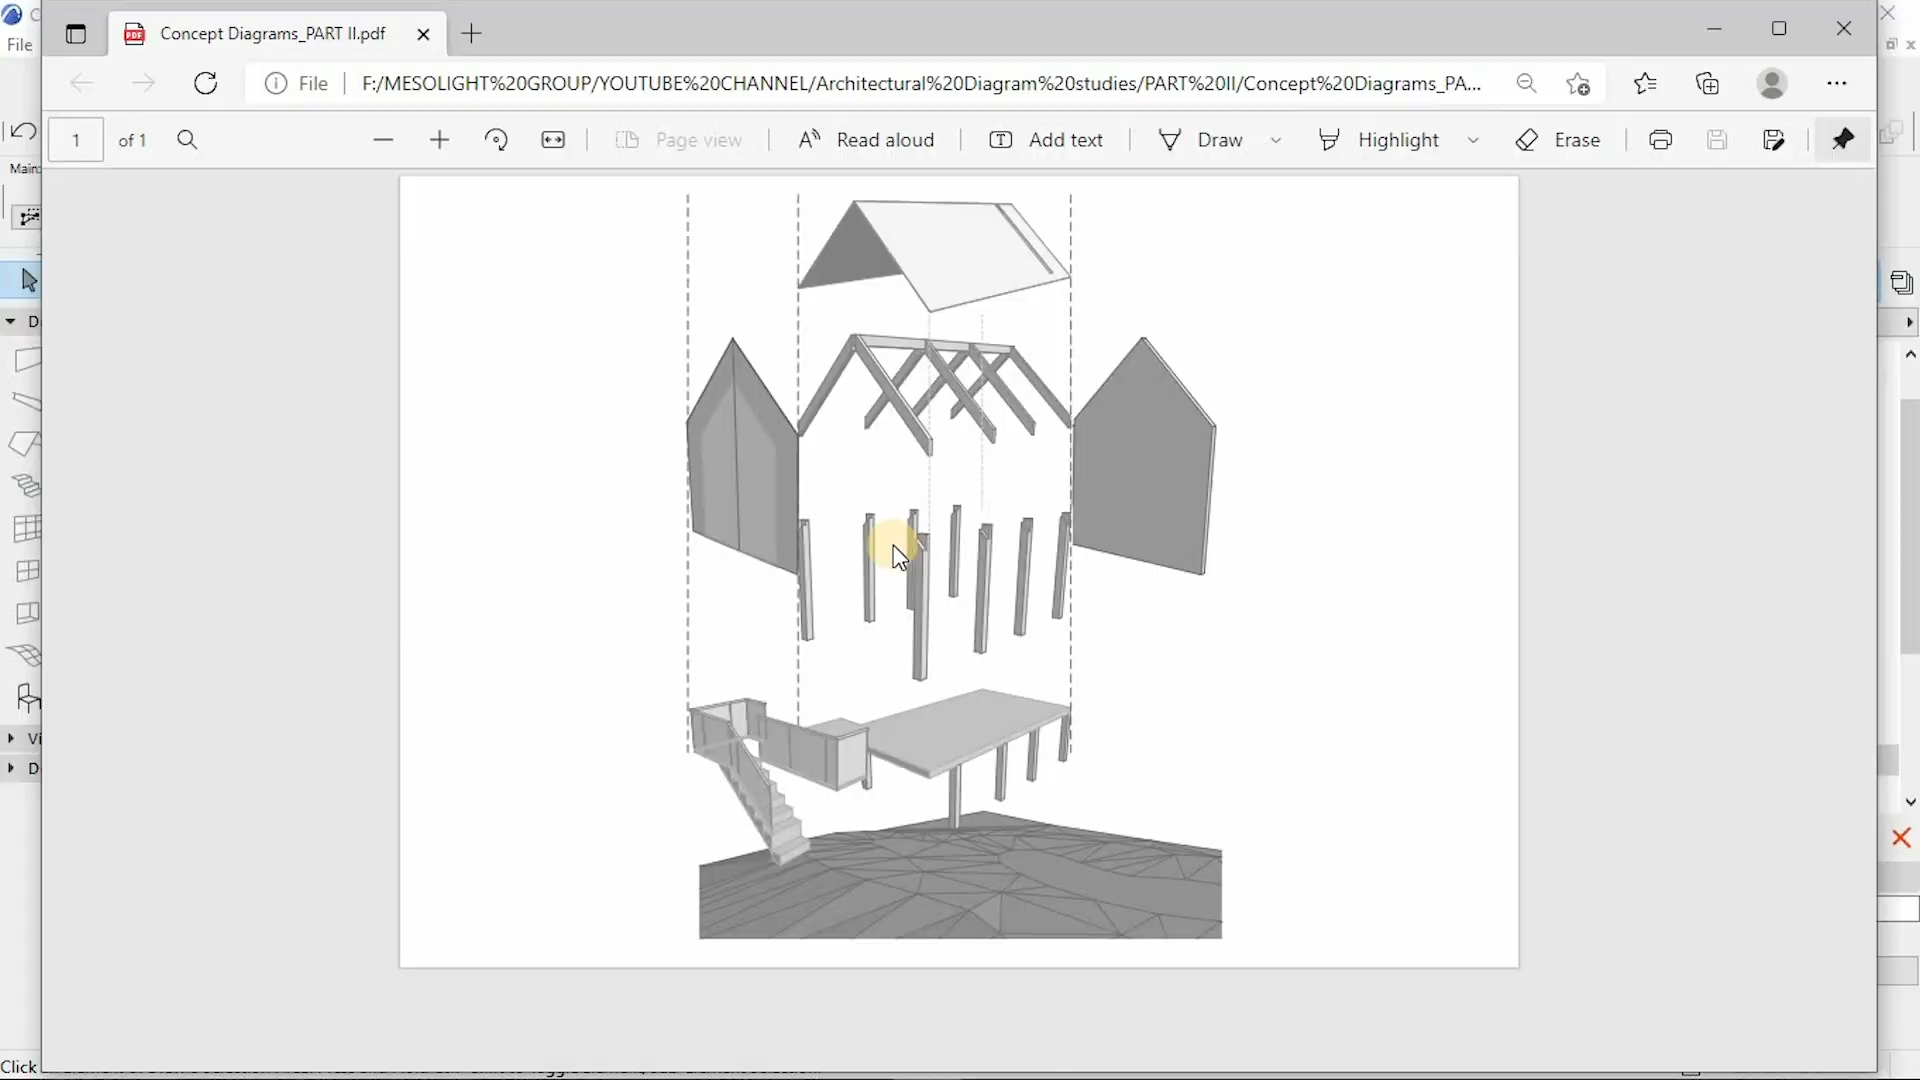 Concept Diagrams_PART II.pdf
File
File
F:/MESOLIGHT%20GROUP/YOUTUBE%20CHANNEL/Architectural%20Diagram%20studies/PART%20II/Concept%20Diagrams_PA...
1 of 1
Page view
Read aloud
Add text
Draw
Highlight
Erase
PDF
Main:
D
Vi
D
Click